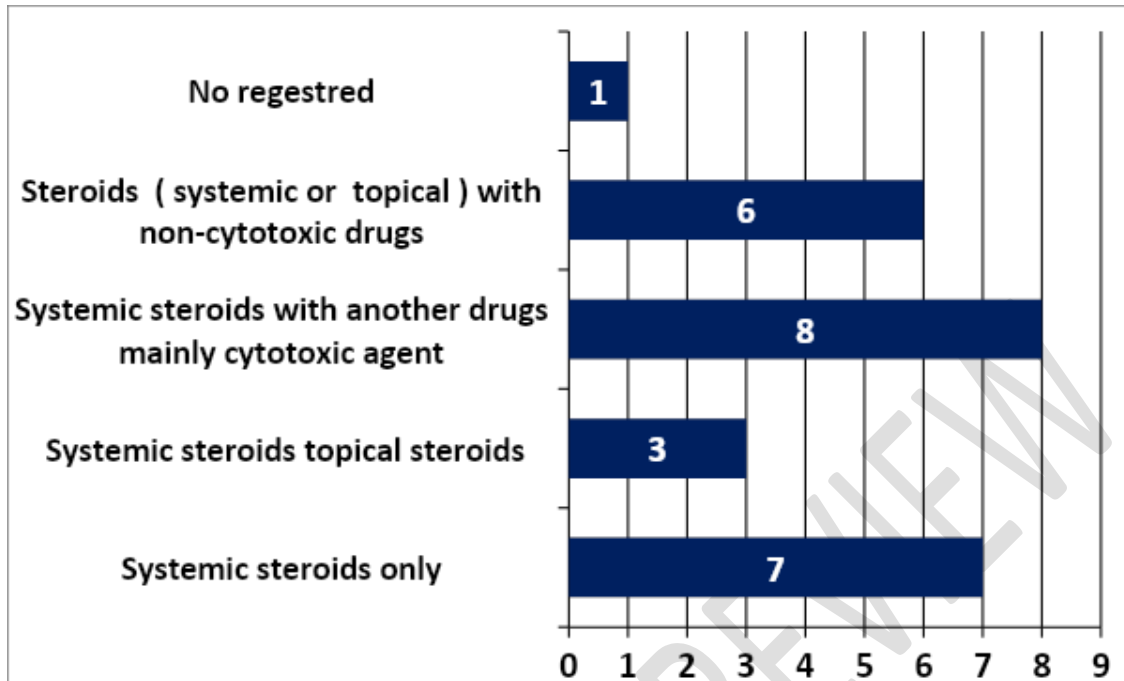 No regestred
1
Steroids ( systemic or topical ) with
non-cytotoxic drugs
6
Systemic steroids with another drugs
mainly cytotoxic agent
8
Systemic steroids topical steroids
3
Systemic steroids only
7
0 1 2 3 4 5 6 7 8 9
REVIEW